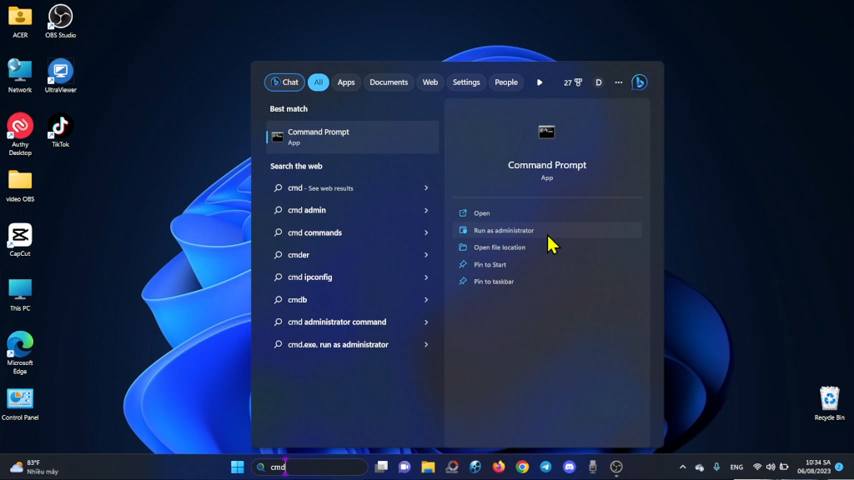 ACER
OBS Studio
Network
UltraViewer
Authy
Desktop
TikTok
video OBS
CapCut
This PC
Microsoft
Edge
Control Panel
Recycle Bin
Chat
All
Apps
Documents
Web
Settings
People
27
D
Best match
Command Prompt
App
Search the web
cmd - See web results
cmd admin
cmd commands
cmder
cmd ipconfig
cmdb
cmd administrator command
cmd.exe. run as administrator
Command Prompt
App
Open
Run as administrator
Open file location
Pin to Start
Pin to taskbar
83°F
Nhiều mây
cmd
ENG
10:34 SA
06/08/2023
2